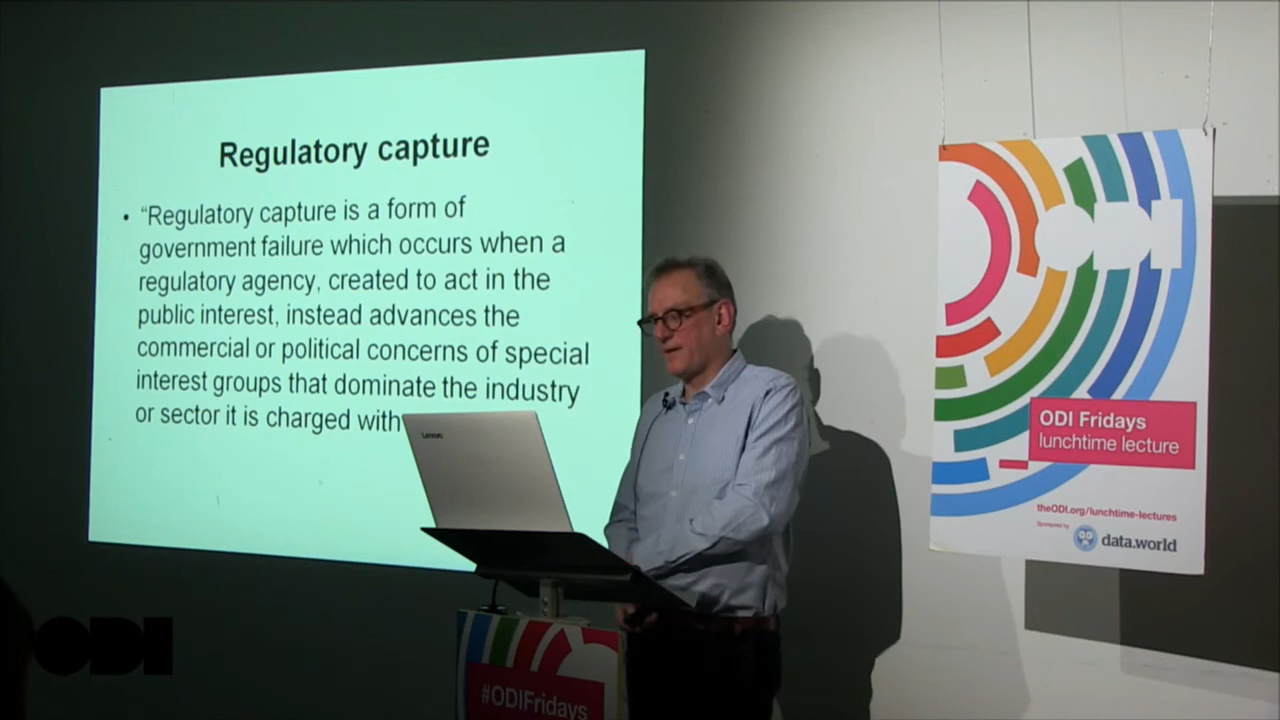 Regulatory capture
• “Regulatory capture is a form of
government failure which occurs when a
regulatory agency, created to act in the
public interest, instead advances the
commercial or political concerns of special
interest groups that dominate the industry
or sector it is charged with
Lenovo
#ODIFridays
ODI
ODI Fridays
lunchtime lecture
theODI.org/lunchtime-lectures
Sponsored by
data.world
ODI